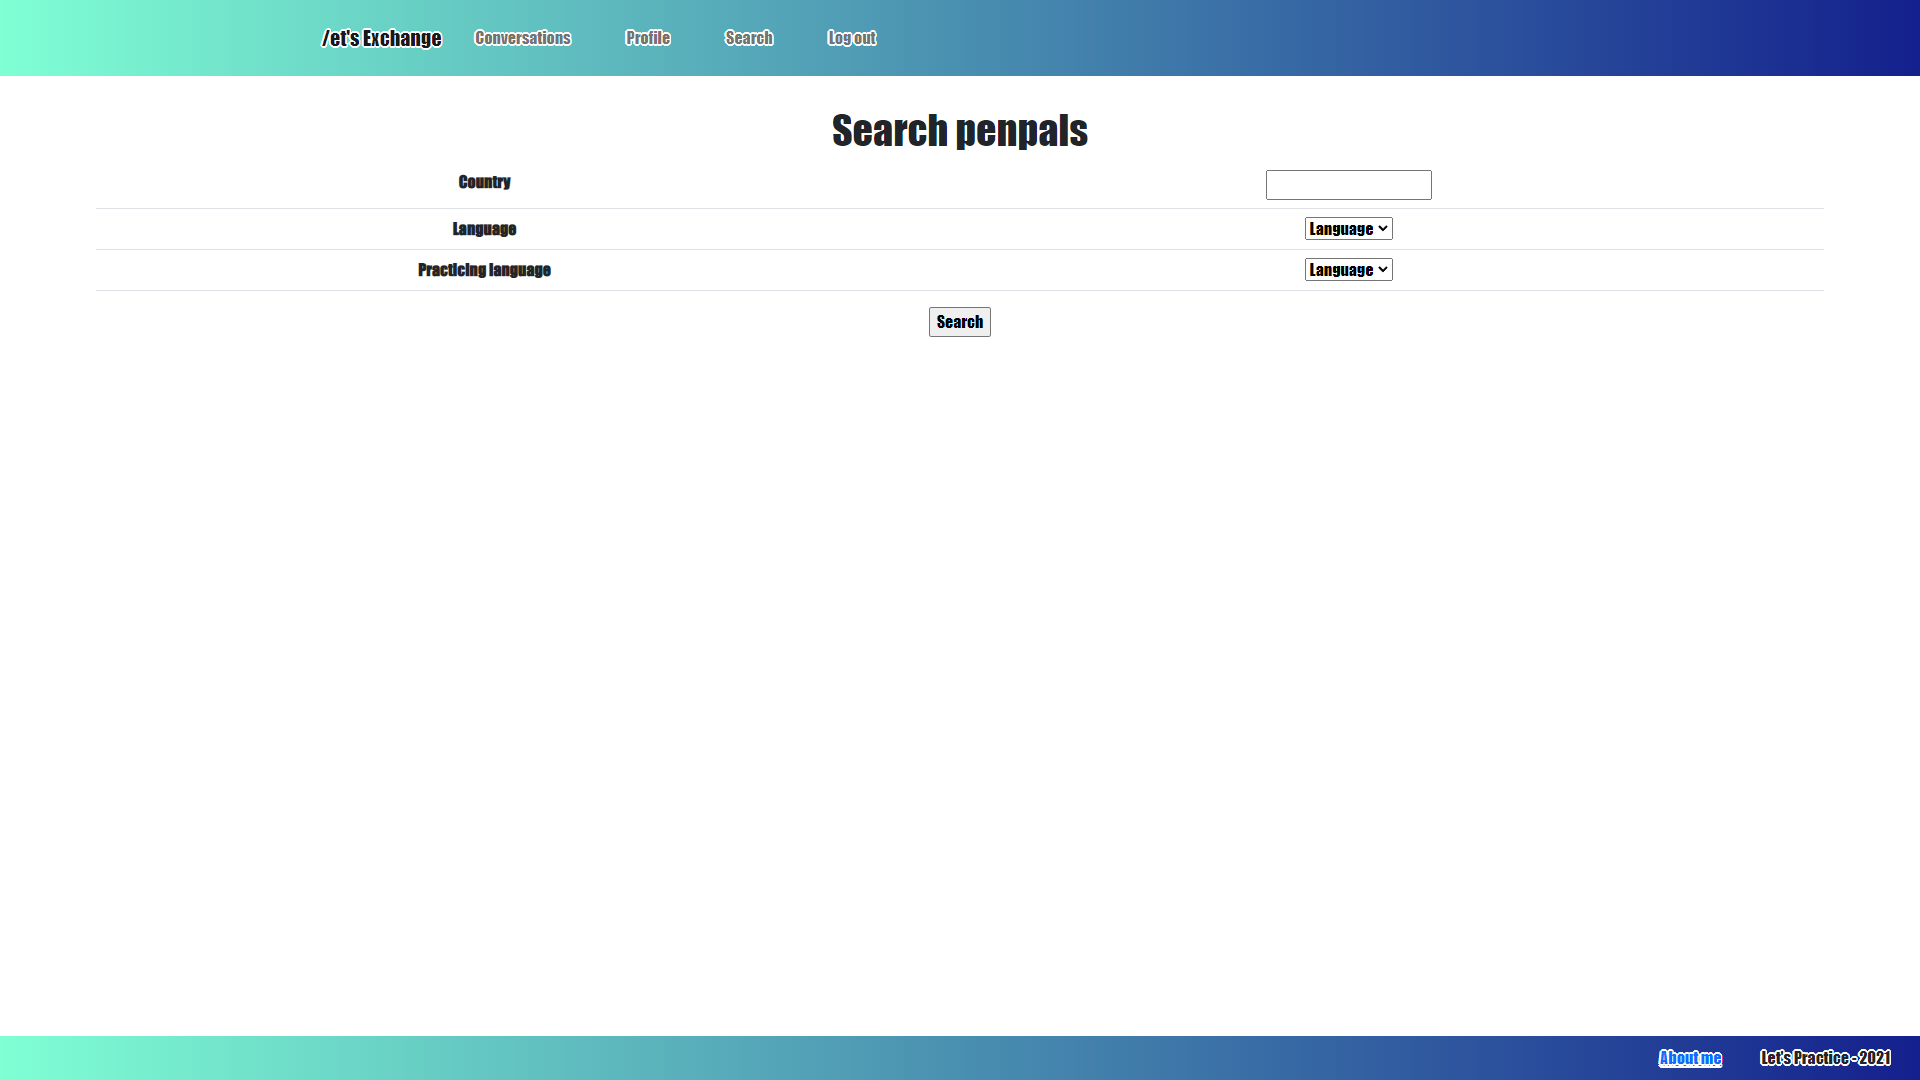 /et's Exchange Conversations Profile Search Log out
Search penpals
Country
Language Language
Practicing language Language
Search
About me Let's Practice - 2021